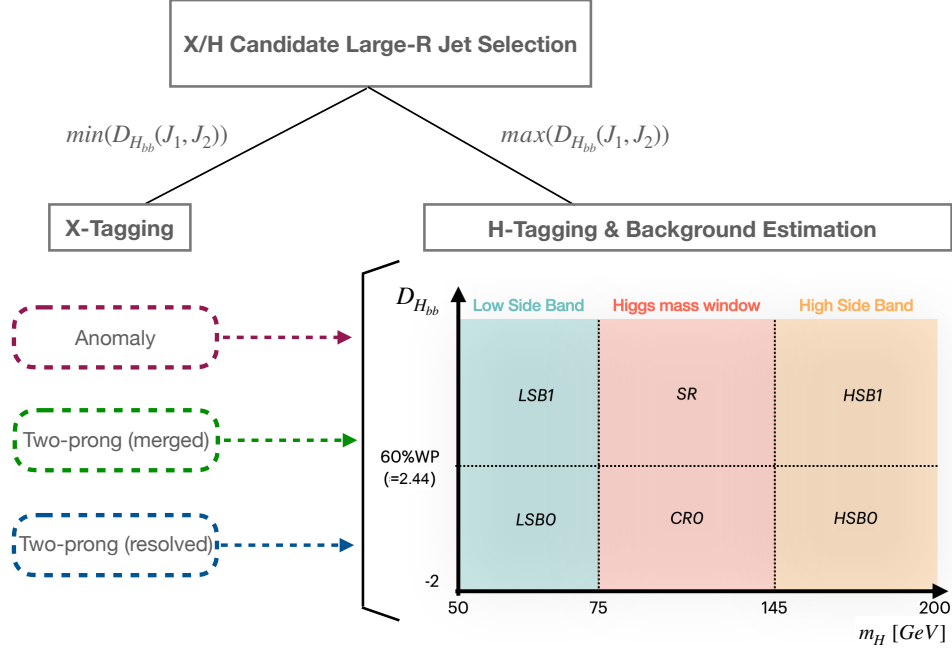 X/H Candidate Large-R Jet Selection
min(D_{H_{bb}}(J_1, J_2))
max(D_{H_{bb}}(J_1, J_2))
X-Tagging
H-Tagging & Background Estimation
D_{H_{bb}}
Low Side Band
Higgs mass window
High Side Band
Anomaly
LSB1
SR
HSB1
Two-prong (merged)
60%WP
(=2.44)
LSB0
CR0
HSB0
Two-prong (resolved)
-2
50
75
145
200
m_H [GeV]